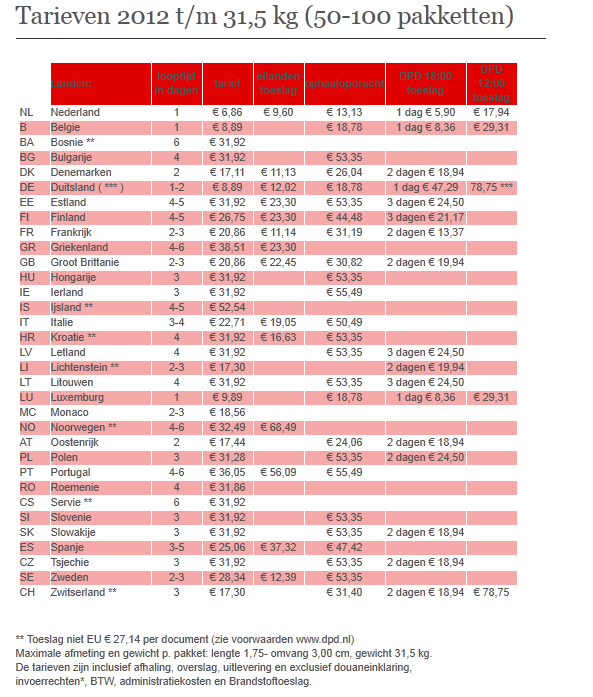 Tarieven 2012 t/m 31,5 kg (50-100 pakketten)
Landen: looptijd in dagen tarief eilanden toeslag ophaalopdracht DPD 18:00 toeslag DPD 12:00 toeslag
NL Nederland 1 € 6,86 € 9,60 € 13,13 1 dag € 5,90 € 17,94
B Belgie 1 € 8,89 € 18,78 1 dag € 8,36 € 29,31
BA Bosnie ** 6 € 31,92
BG Bulgarije 4 € 31,92 € 53,35
DK Denemarken 2 € 17,11 € 11,13 € 26,04 2 dagen € 18,94
DE Duitsland ( *** ) 1-2 € 8,89 € 12,02 € 18,78 1 dag € 47,29 78,75 ***
EE Estland 4-5 € 31,92 € 23,30 € 53,35 3 dagen € 24,50
FI Finland 4-5 € 26,75 € 23,30 € 44,48 3 dagen € 21,17
FR Frankrijk 2-3 € 20,86 € 11,14 € 31,19 2 dagen € 13,37
GR Griekenland 4-6 € 38,51 € 23,30
GB Groot Brittanie 2-3 € 20,86 € 22,45 € 30,82 2 dagen € 19,94
HU Hongarije 3 € 31,92 € 53,35
IE Ierland 3 € 31,92 € 55,49
IS Ijsland ** 4-5 € 52,54
IT Italie 3-4 € 22,71 € 19,05 € 50,49
HR Kroatie ** 4 € 31,92 € 16,63 € 53,35
LV Letland 4 € 31,92 € 53,35 3 dagen € 24,50
LI Lichtenstein ** 2-3 € 17,30 2 dagen € 19,94
LT Litouwen 4 € 31,92 € 53,35 3 dagen € 24,50
LU Luxemburg 1 € 9,89 € 18,78 1 dag € 8,36 € 29,31
MC Monaco 2-3 € 18,56
NO Noorwegen ** 4-6 € 32,49 € 68,49
AT Oostenrijk 2 € 17,44 € 24,06 2 dagen € 18,94
PL Polen 3 € 31,28 € 53,35 2 dagen € 24,50
PT Portugal 4-6 € 36,05 € 56,09 € 55,49
RO Roemenie 4 € 31,86
CS Servie ** 6 € 31,92
SI Slovenie 3 € 31,92 € 53,35
SK Slowakije 3 € 31,92 € 53,35 2 dagen € 18,94
ES Spanje 3-5 € 25,06 € 37,32 € 47,42
CZ Tsjechie 3 € 31,92 € 53,35 2 dagen € 18,94
SE Zweden 2-3 € 28,34 € 12,39 € 53,35
CH Zwitserland ** 3 € 17,30 € 31,40 2 dagen € 18,94 € 78,75
** Toeslag niet EU € 27,14 per document (zie voorwaarden www.dpd.nl)
Maximale afmeting en gewicht p. pakket: lengte 1,75- omvang 3,00 cm, gewicht 31,5 kg.
De tarieven zijn inclusief afhaling, overslag, uitlevering en exclusief douaneinklaring,
invoerrechten*, BTW, administratiekosten en Brandstoftoeslag.